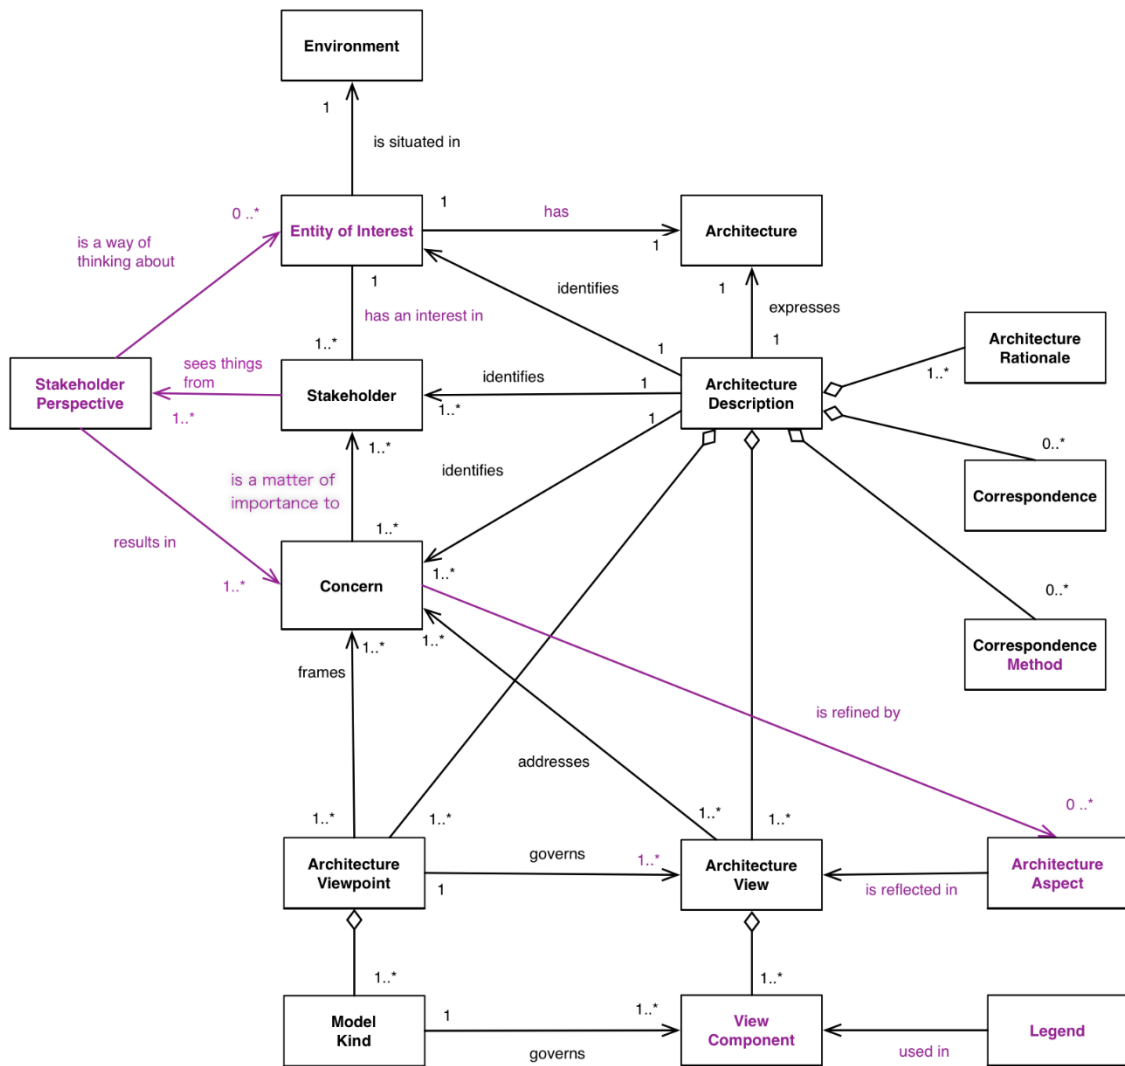 Environment
1
is situated in
0 ..*
1
has
Entity of Interest
Architecture
is a way of
thinking about
1
1
identifies
1
has an interest in
expresses
1..*
1
1
Architecture
Rationale
sees things
from
Stakeholder
Perspective
Stakeholder
identifies
1
Architecture
Description
1..*
1..*
1..*
1
1..*
0..*
is a matter of
importance to
identifies
Correspondence
1..*
results in
1..*
Concern
1..*
0..*
1..*
1..*
frames
Correspondence
Method
is refined by
addresses
1..*
1..*
1..*
1..*
0 ..*
Architecture
Viewpoint
governs
1..*
1
Architecture
View
is reflected in
Architecture
Aspect
1..*
1..*
Model
Kind
1
1..*
governs
View
Component
used in
Legend